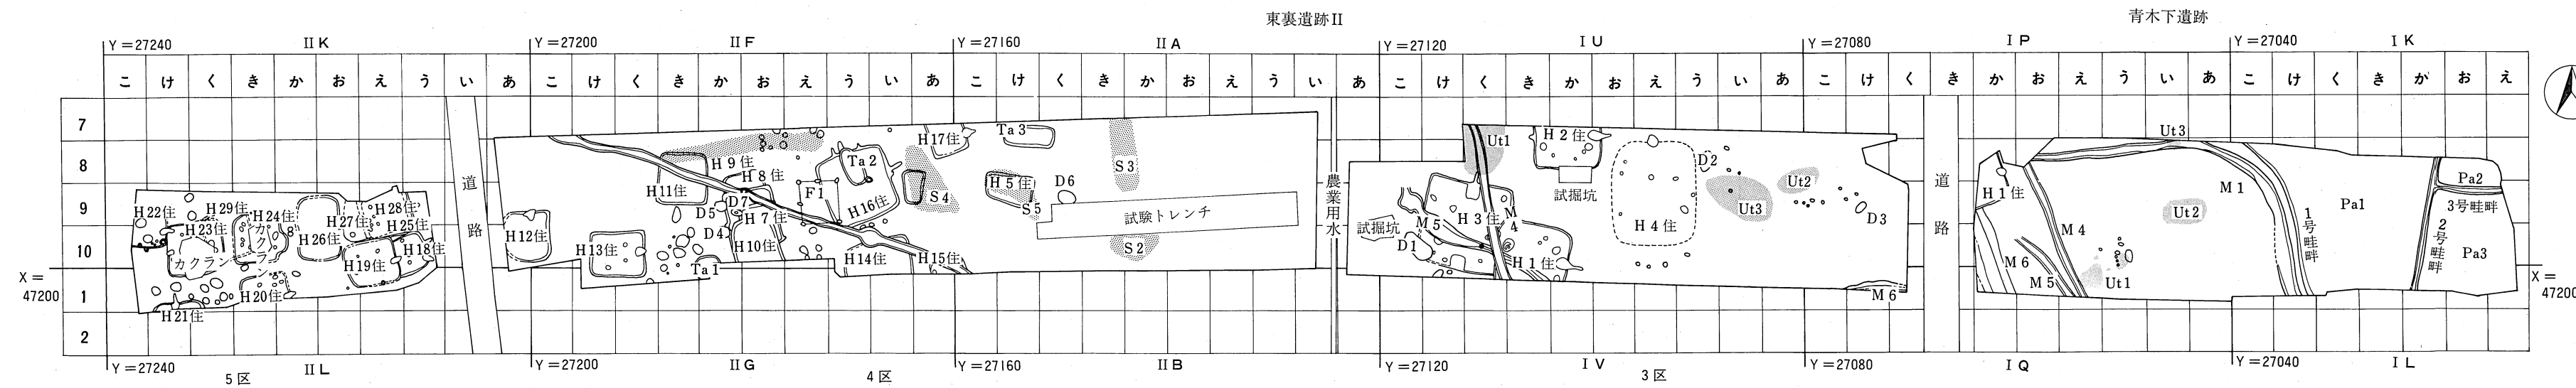 東裏遺跡II
青木下遺跡
Y=27240
II K
Y=27200
II F
Y=27160
II A
Y=27120
I U
Y=27080
I P
Y=27040
I K
こ け く き か お え う い あ こ け く き か お え う い あ こ け く き か お え う い あ こ け く き か お え う い あ こ け く き か お え う い あ こ け く き か お え
7
8
9
10
1
2
X=
47200
道路
農業用水
道路
H22住
H29住
H23住
H24住
カクラン
カクラン
H26住
H27住
H28住
H25住
H18住
H19住
H20住
H21住
H12住
H13住
H11住
H9住
H8住
D7
D5
D4
H7住
H10住
Ta1
F1
Ta2
H16住
H14住
H15住
H17住
S4
Ta3
H5住
S5
D6
S3
試験トレンチ
S2
試掘坑
D1
M5
H3住
M4
H1住
Ut1
H2住
試掘坑
H4住
D2
Ut3
Ut2
D3
M6
H1住
M6
M5
M4
Ut1
Ut2
Ut3
M1
1号畦畔
Pa1
2号畦畔
Pa2
3号畦畔
Pa3
X=
47200
Y=27240
II L
Y=27200
II G
Y=27160
II B
Y=27120
I V
Y=27080
I Q
Y=27040
I L
5区
4区
3区